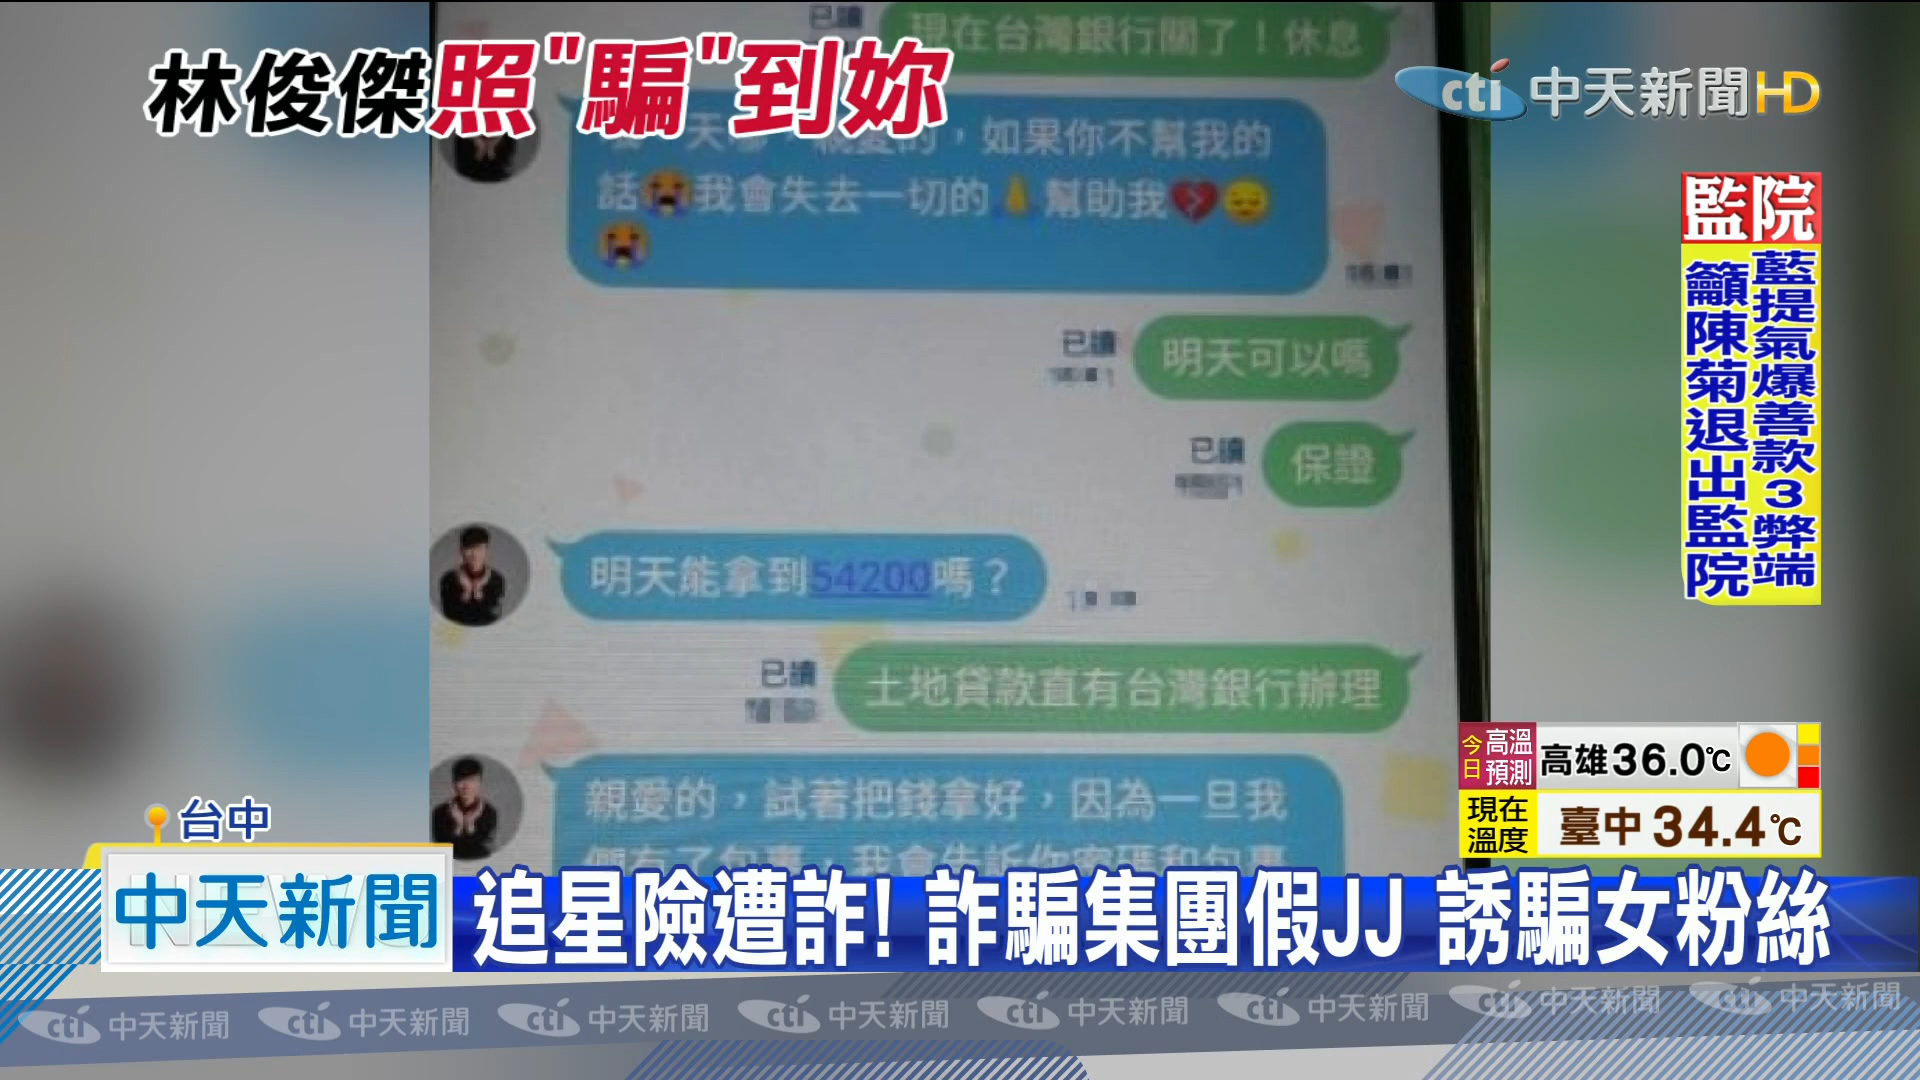 林俊傑照"騙"到妳
cti 中天新聞HD
現在台灣銀行關了！休息
已讀
天 親愛的，如果你不幫我的
話😭我會失去一切的🙏幫助我💔😔
😭
已讀
明天可以嗎
已讀
保證
明天能拿到54200嗎？
已讀
土地貸款直有台灣銀行辦理
親愛的，試著把錢拿好，因為一旦我
監院
藍提氣爆善款3弊端
籲陳菊退出監院
今日高溫預測
高雄36.0℃
現在溫度
臺中 34.4℃
台中
中天新聞
NEWS
追星險遭詐! 詐騙集團假JJ 誘騙女粉絲
cti 中天新聞 cti 中天新聞 cti 中天新聞 cti 中天新聞 cti 中天新聞 cti 中天新聞 cti 中天新聞 cti 中天新聞